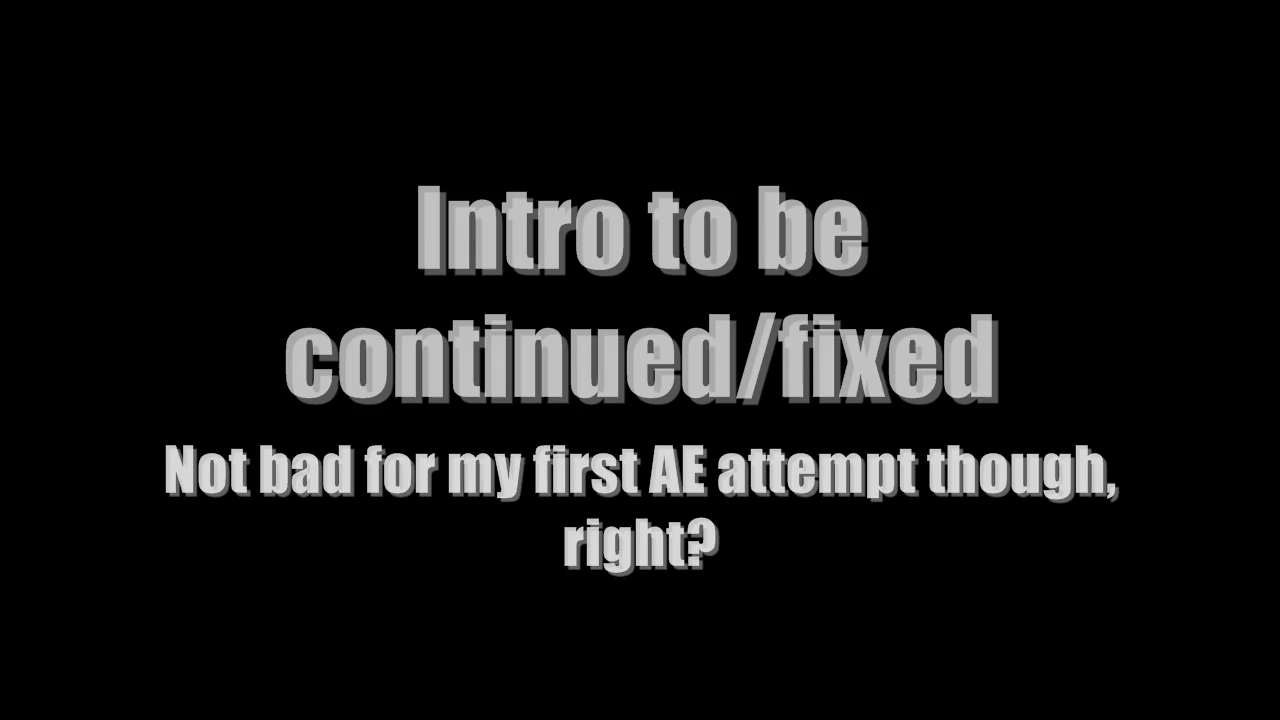 Intro to be
continued/fixed
Not bad for my first AE attempt though,
right?